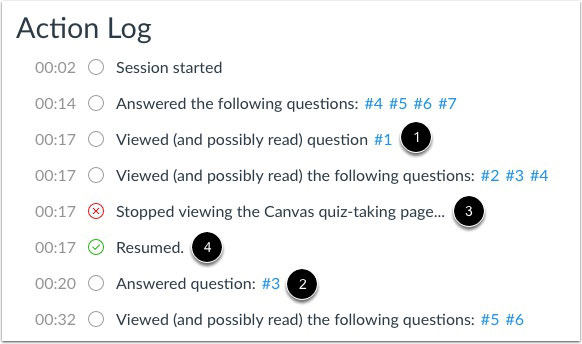 Action Log
00:02 Session started
00:14 Answered the following questions: #4 #5 #6 #7
00:17 Viewed (and possibly read) question #1 1
00:17 Viewed (and possibly read) the following questions: #2 #3 #4
00:17 Stopped viewing the Canvas quiz-taking page... 3
00:17 Resumed. 4
00:20 Answered question: #3 2
00:32 Viewed (and possibly read) the following questions: #5 #6